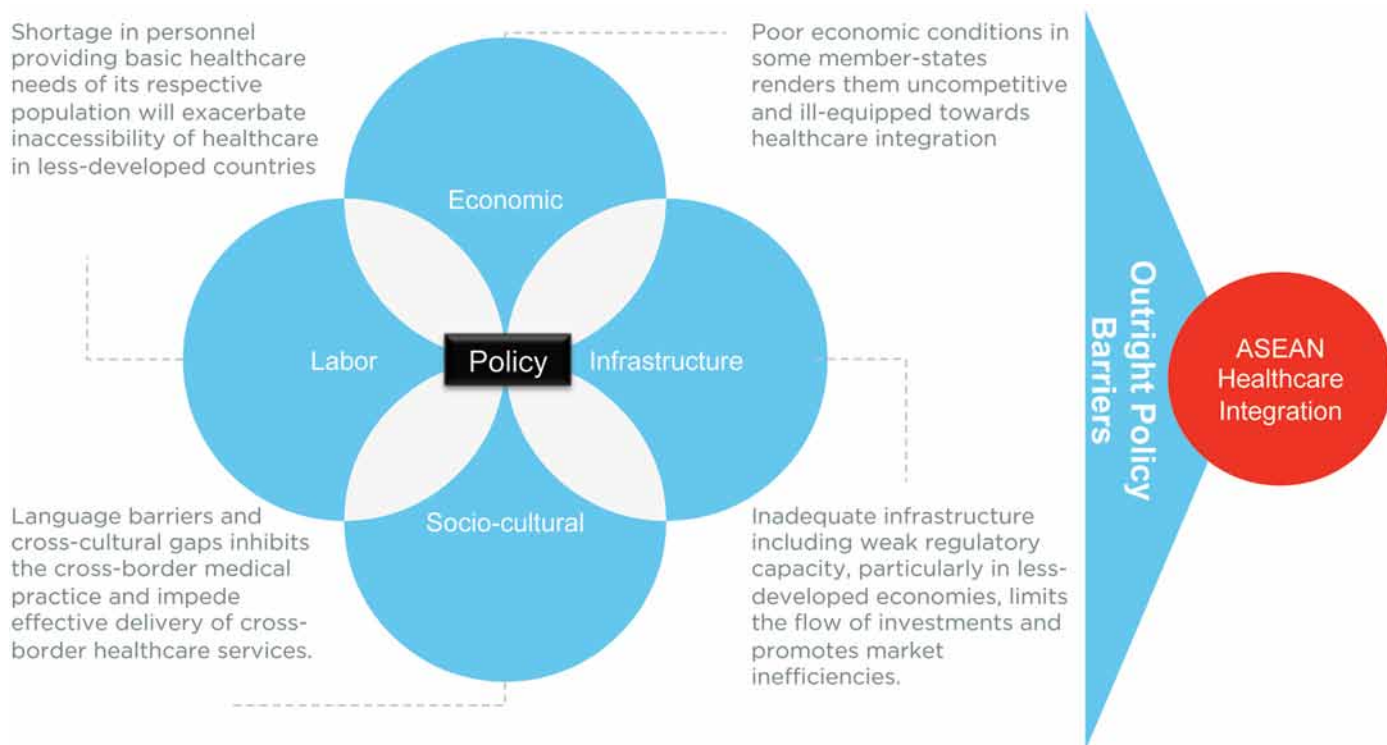 Shortage in personnel
providing basic healthcare
needs of its respective
population will exacerbate
inaccessibility of healthcare
in less-developed countries
Poor economic conditions in
some member-states
renders them uncompetitive
and ill-equipped towards
healthcare integration
Economic
Labor
Policy
Infrastructure
Socio-cultural
Language barriers and
cross-cultural gaps inhibits
the cross-border medical
practice and impede
effective delivery of cross-
border healthcare services.
Inadequate infrastructure
including weak regulatory
capacity, particularly in less-
developed economies, limits
the flow of investments and
promotes market
inefficiencies.
Outright Policy
Barriers
ASEAN
Healthcare
Integration